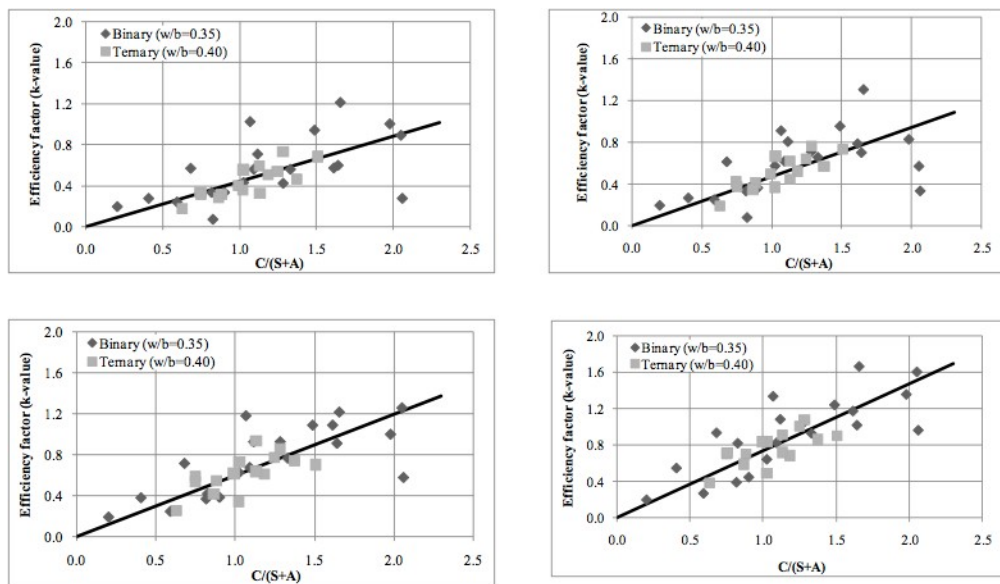 2.0
1.6
1.2
0.8
0.4
0.0
Efficiency factor (k-value)
Binary (w/b=0.35)
Ternary (w/b=0.40)
0.0 0.5 1.0 1.5 2.0 2.5
C/(S+A)
2.0
1.6
1.2
0.8
0.4
0.0
Efficiency factor (k-value)
Binary (w/b=0.35)
Ternary (w/b=0.40)
0.0 0.5 1.0 1.5 2.0 2.5
C/(S+A)
2.0
1.6
1.2
0.8
0.4
0.0
Efficiency factor (k-value)
Binary (w/b=0.35)
Ternary (w/b=0.40)
0.0 0.5 1.0 1.5 2.0 2.5
C/(S+A)
2.0
1.6
1.2
0.8
0.4
0.0
Efficiency factor (k-value)
Binary (w/b=0.35)
Ternary (w/b=0.40)
0.0 0.5 1.0 1.5 2.0 2.5
C/(S+A)